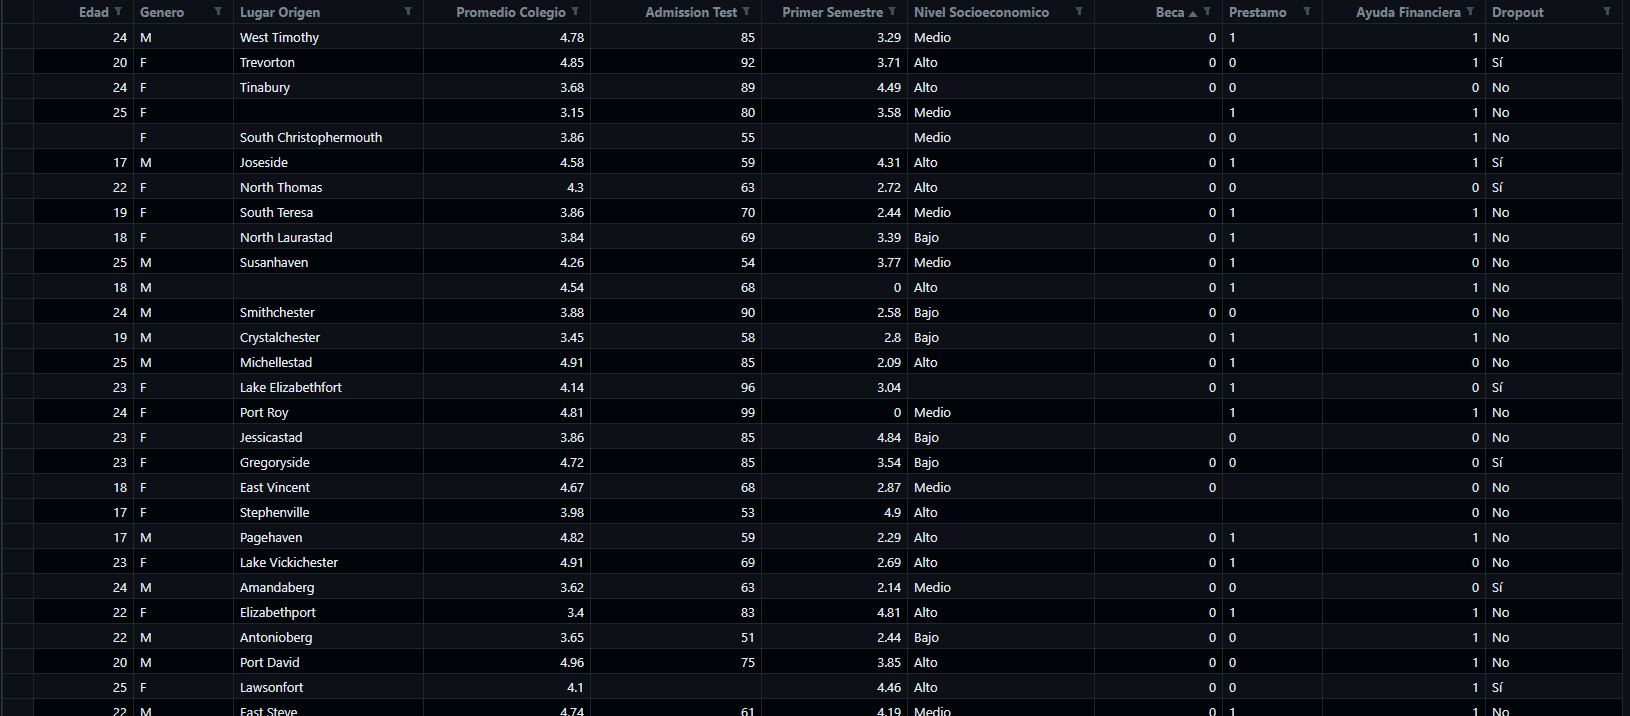 Edad Genero Lugar Origen Promedio Colegio Admission Test Primer Semestre Nivel Socioeconomico Beca Prestamo Ayuda Financiera Dropout
24 M West Timothy 4.78 85 3.29 Medio 0 1 1 No
20 F Trevorton 4.85 92 3.71 Alto 0 0 1 Sí
24 F Tinabury 3.68 89 4.49 Alto 0 0 0 No
25 F 3.15 80 3.58 Medio 1 1 No
F South Christophermouth 3.86 55 Medio 0 0 1 No
17 M Joseside 4.58 59 4.31 Alto 0 1 1 Sí
22 F North Thomas 4.3 63 2.72 Alto 0 0 0 Sí
19 F South Teresa 3.86 70 2.44 Medio 0 1 1 No
18 F North Laurastad 3.84 69 3.39 Bajo 0 1 1 No
25 M Susanhaven 4.26 54 3.77 Medio 0 1 0 No
18 M 4.54 68 0 Alto 0 1 1 No
24 M Smithchester 3.88 90 2.58 Bajo 0 0 0 No
19 M Crystalchester 3.45 58 2.8 Bajo 0 1 1 No
25 M Michellestad 4.91 85 2.09 Alto 0 1 0 No
23 F Lake Elizabethfort 4.14 96 3.04 0 1 0 Sí
24 F Port Roy 4.81 99 0 Medio 1 1 No
23 F Jessicastad 3.86 85 4.84 Bajo 0 0 No
23 F Gregoryside 4.72 85 3.54 Bajo 0 0 0 Sí
18 F East Vincent 4.67 68 2.87 Medio 0 0 No
17 F Stephenville 3.98 53 4.9 Alto 0 No
17 M Pagehaven 4.82 59 2.29 Alto 0 1 1 No
23 F Lake Vickichester 4.91 69 2.69 Alto 0 1 0 No
24 M Amandaberg 3.62 63 2.14 Medio 0 0 0 Sí
22 F Elizabethport 3.4 83 4.81 Alto 0 1 1 No
22 M Antonioberg 3.65 51 2.44 Bajo 0 0 1 No
20 M Port David 4.96 75 3.85 Alto 0 0 1 No
25 F Lawsonfort 4.1 4.46 Alto 0 0 1 Sí
22 M East Steve 4.74 61 4.19 Medio 0 1 1 No